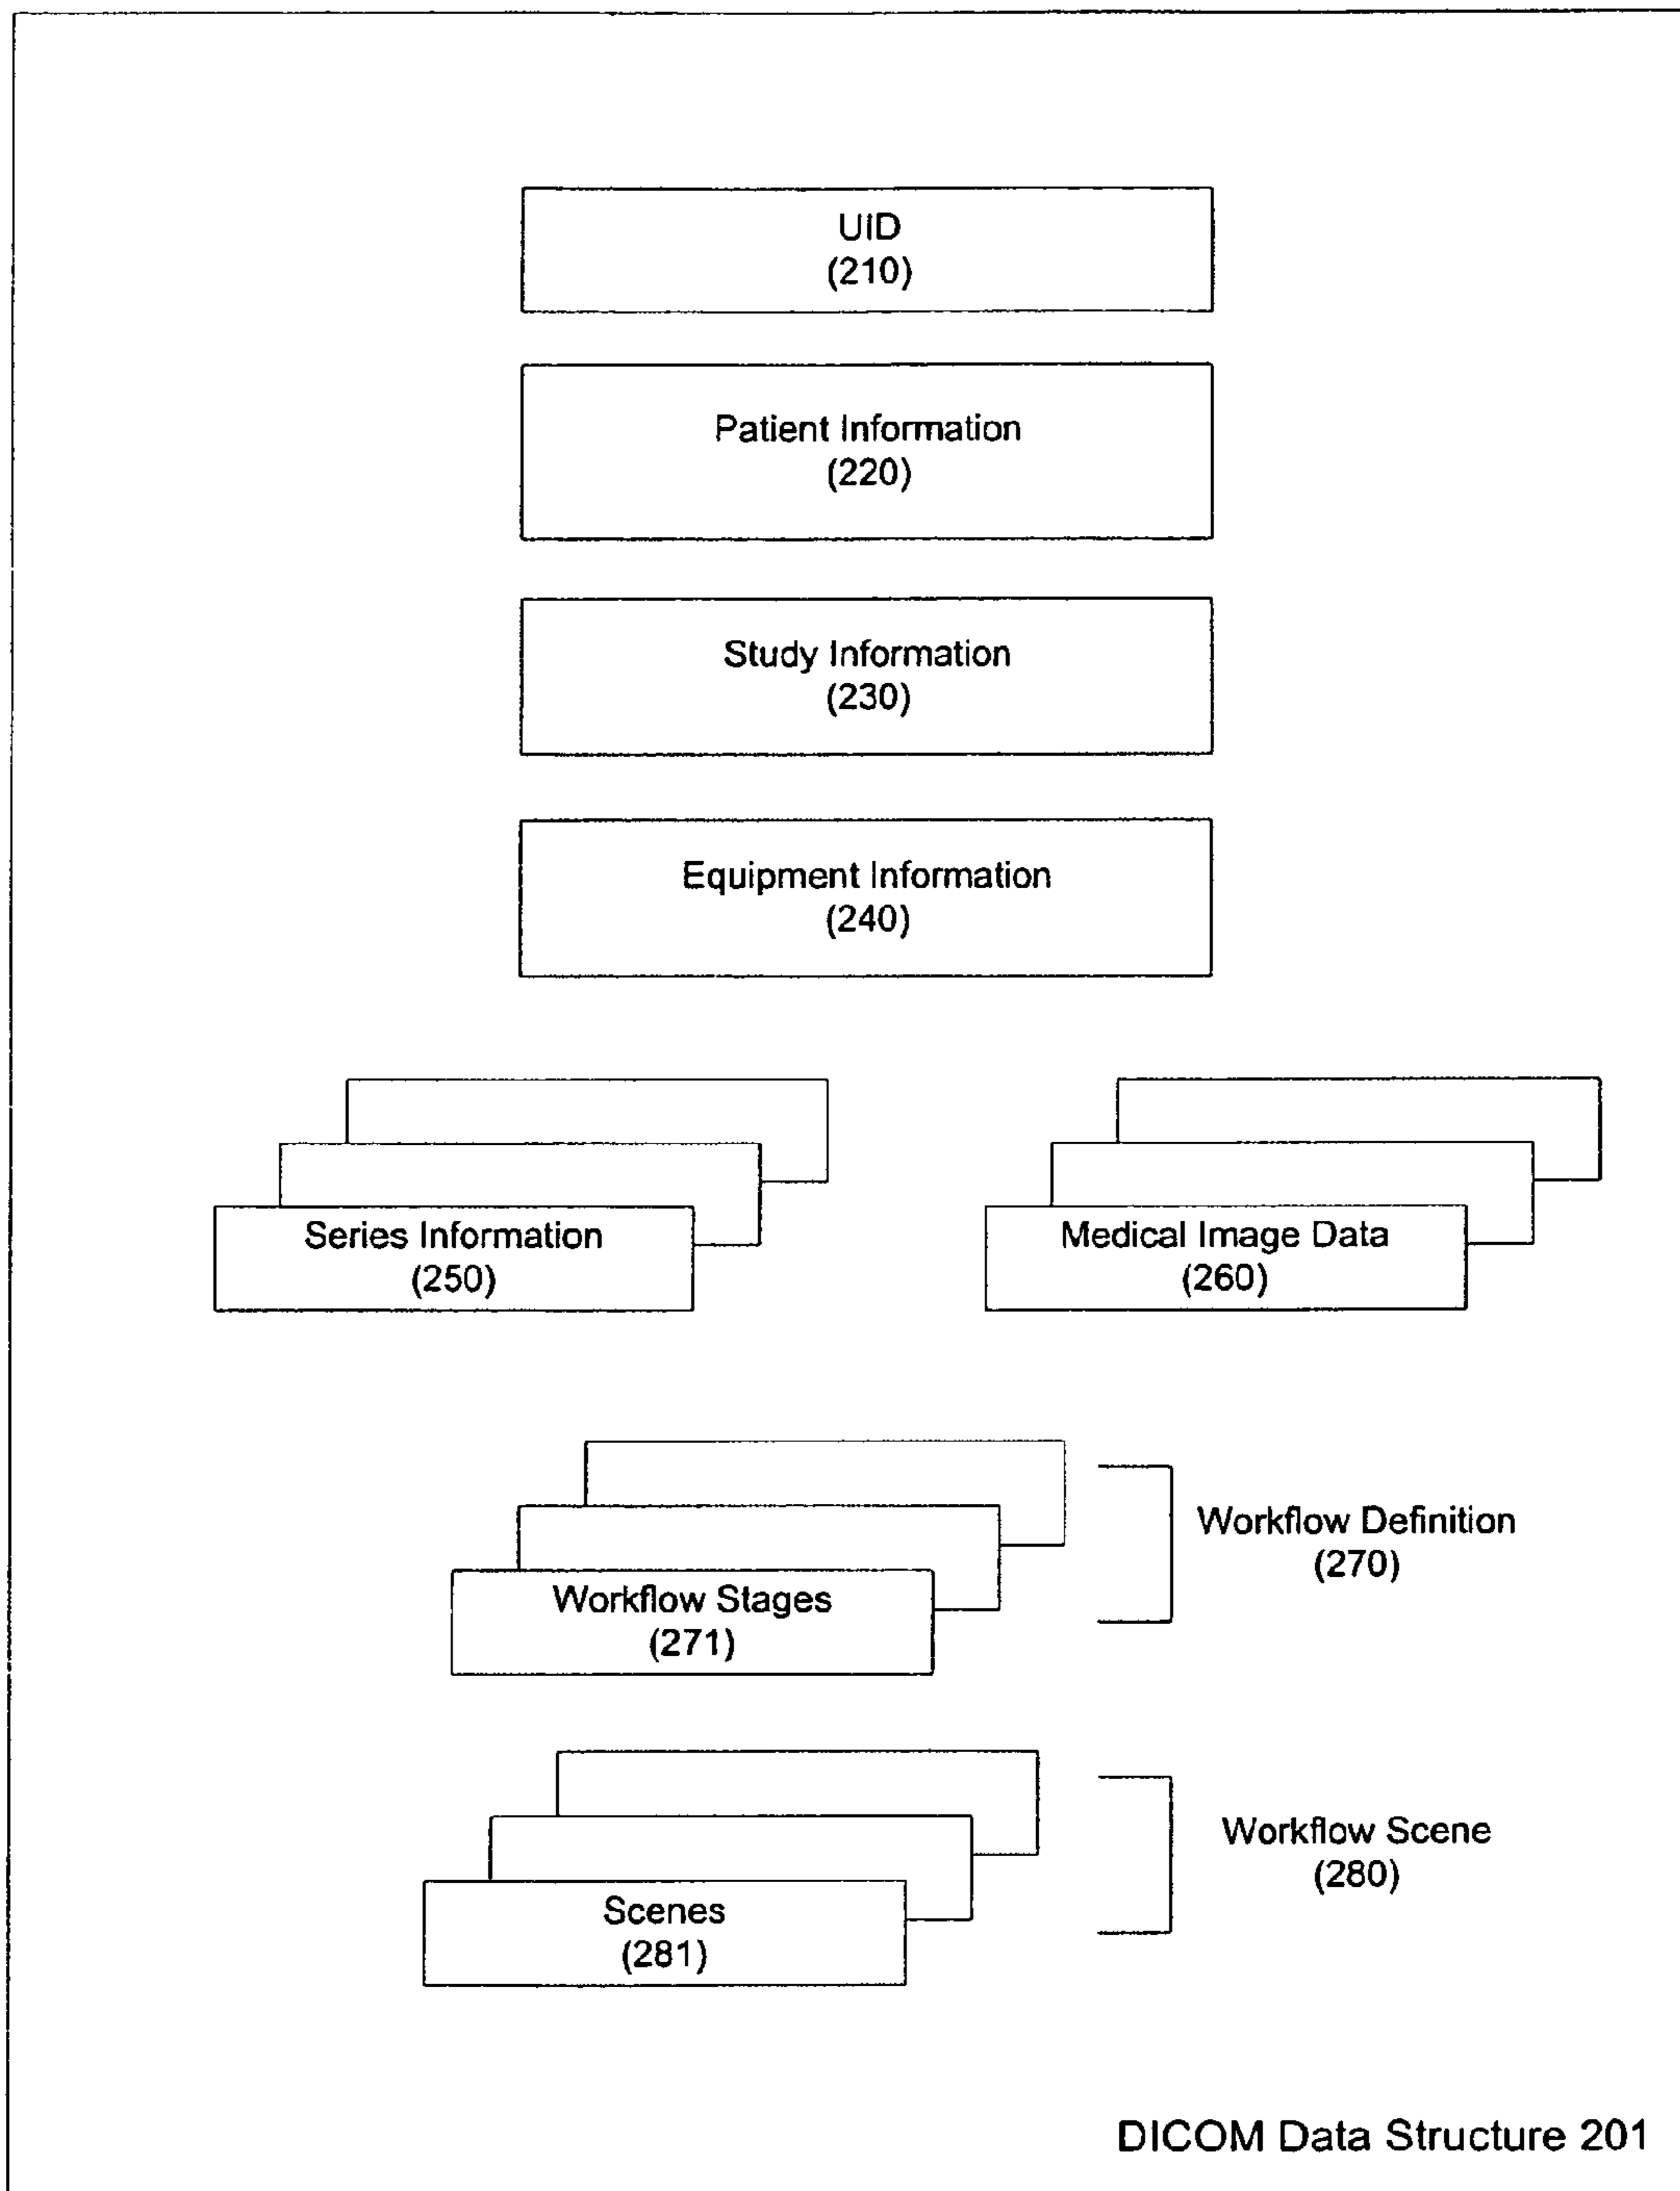 UID
(210)
Patient Information
(220)
Study Information
(230)
Equipment Information
(240)
Series Information
(250)
Medical Image Data
(260)
Workflow Definition
(270)
Workflow Stages
(271)
Workflow Scene
(280)
Scenes
(281)
DICOM Data Structure 201